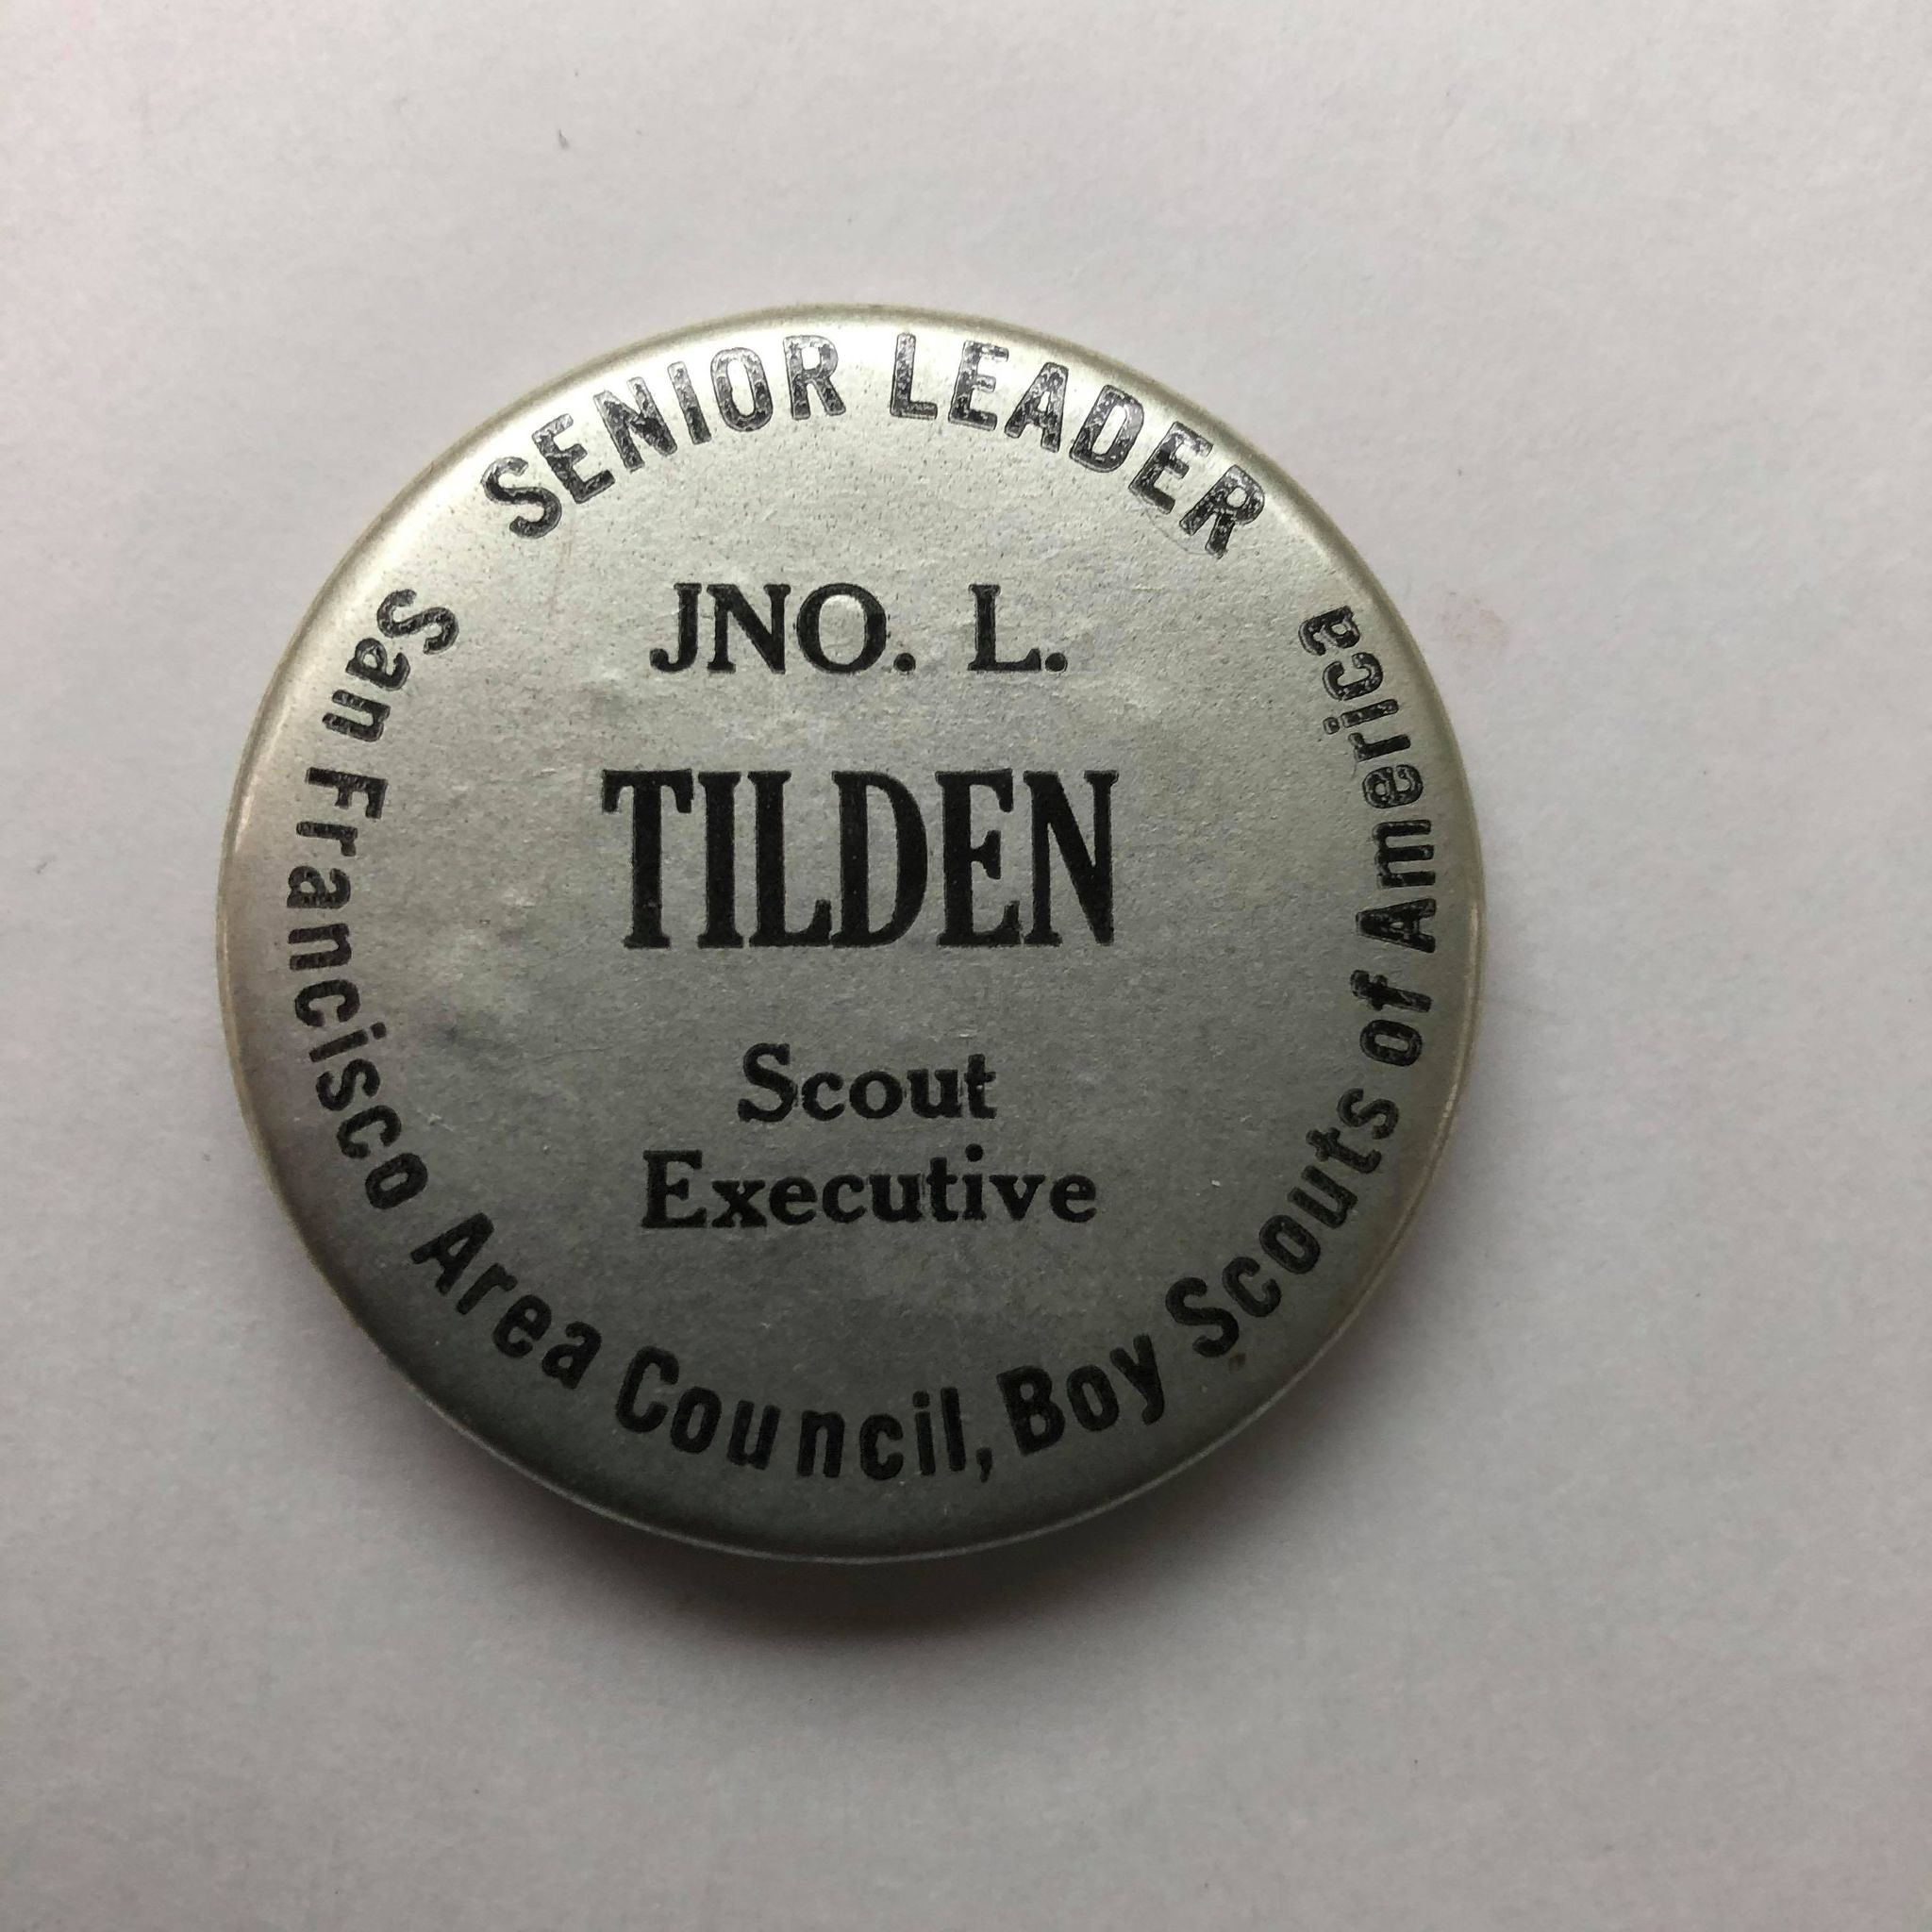 SENIOR LEADER
JNO. L.
TILDEN
Scout
Executive
San Francisco Area Council, Boy Scouts of America